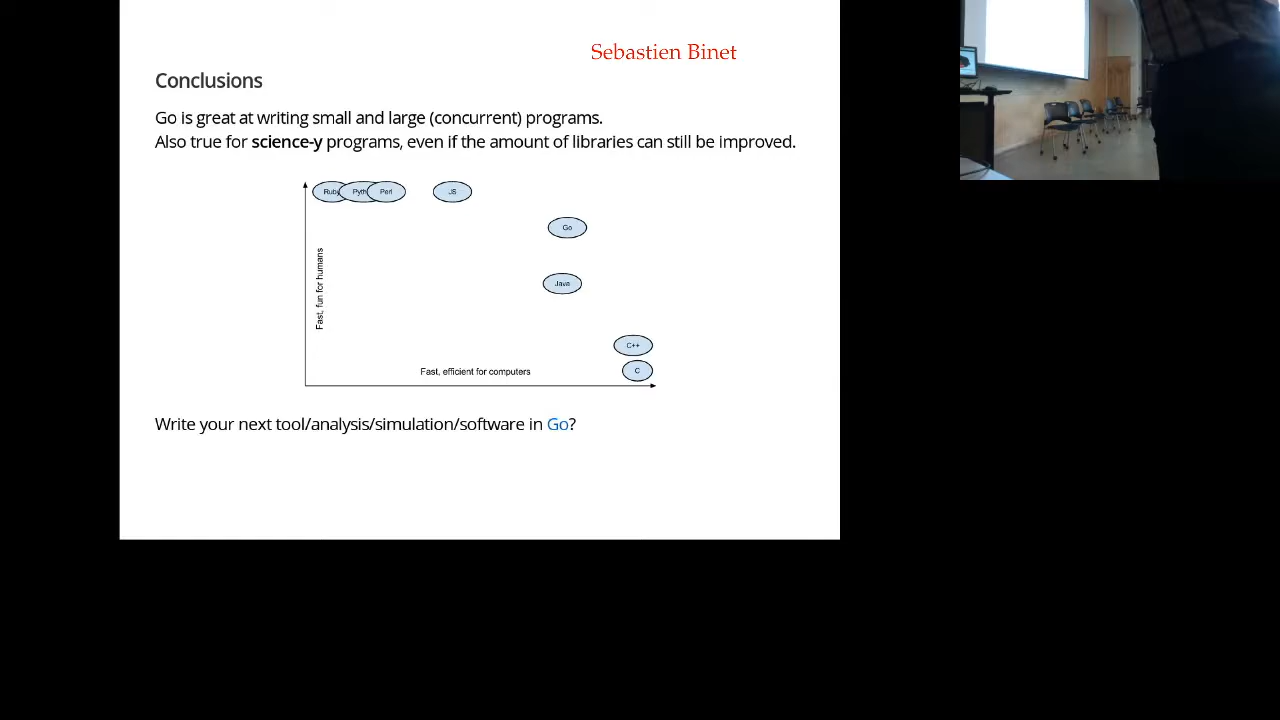 Sebastien Binet
Conclusions
Go is great at writing small and large (concurrent) programs.
Also true for science-y programs, even if the amount of libraries can still be improved.
Ruby Pyth Perl JS
Go
Java
C++
C
Fast, fun for humans
Fast, efficient for computers
Write your next tool/analysis/simulation/software in Go?